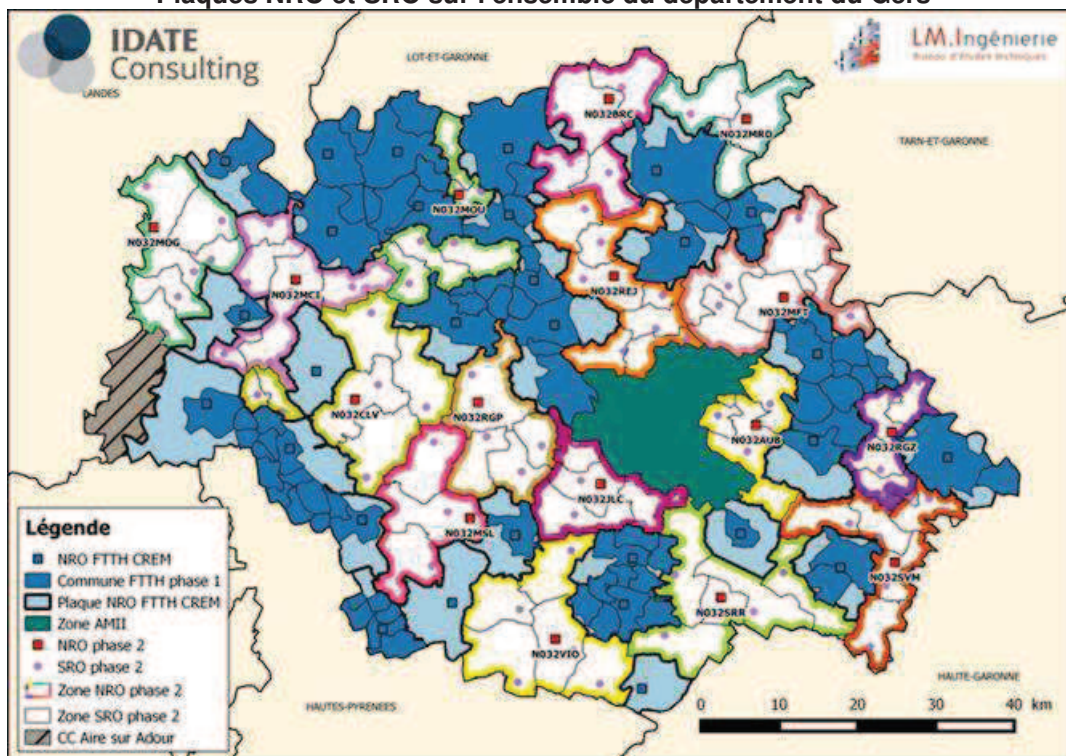 Plaques NRO et SRO sur l'ensemble du département du Gers
IDATE
Consulting
LM.Ingénierie
Bureau d'études techniques
LOT-ET-GARONNE
LANDES
TARN-ET-GARONNE
N032BRC
N032MRD
N032MOU
N032MOG
N032MCI
N032REJ
N032MFT
N032CLV
N032RGP
N032AUB
N032RGZ
N032JLC
N032MSL
N032SVM
N032SRR
N032VIO
HAUTES-PYRENEES
HAUTE-GARONNE
Légende
NRO FTTH CREM
Commune FTTH phase 1
Plaque NRO FTTH CREM
Zone AMII
NRO phase 2
SRO phase 2
Zone NRO phase 2
Zone SRO phase 2
CC Aire sur Adour
0 10 20 30 40 km